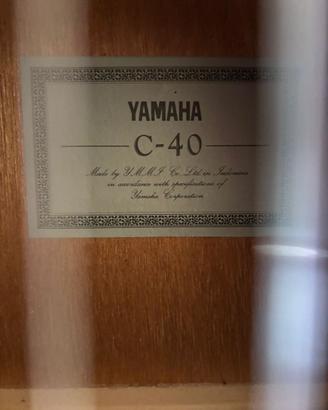 YAMAHA
C-40
Made by Y.M.M.I. Co., Ltd. in Indonesia
in accordance with specifications of
Yamaha Corporation